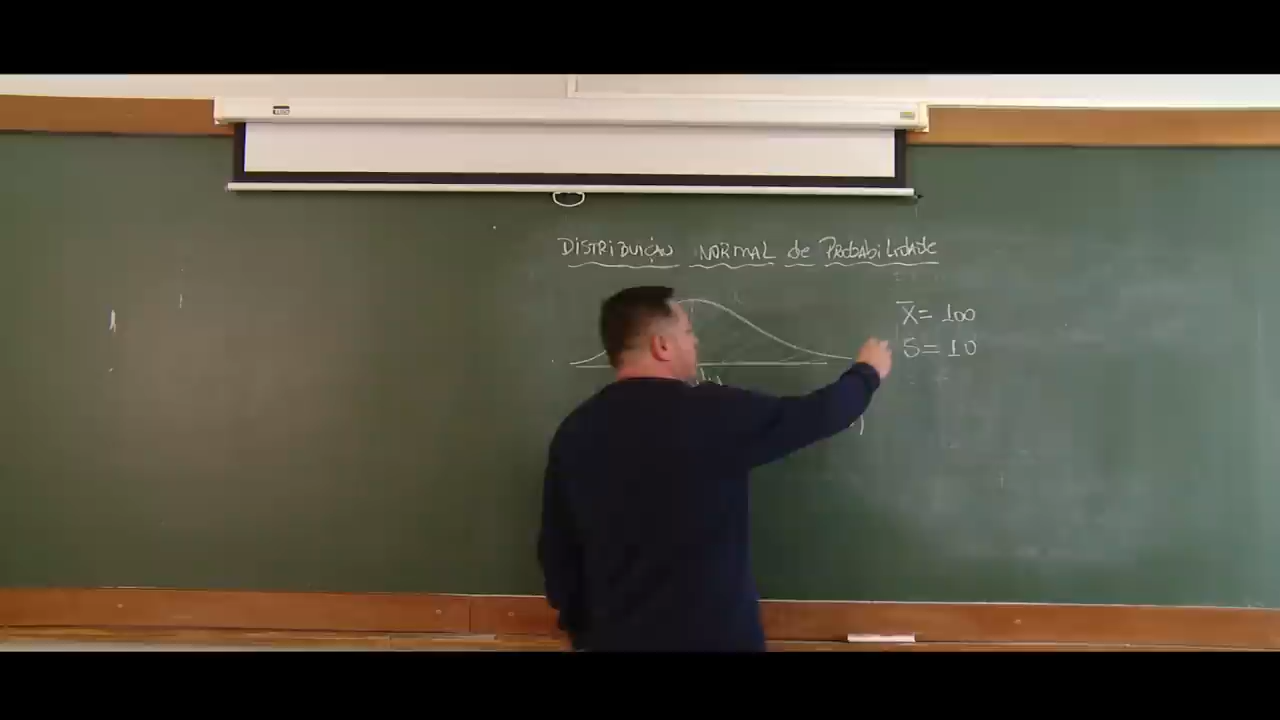 DISTRIBUIÇÃO NORMAL de PROBABILIDADE
X̅ = 100
S = 10